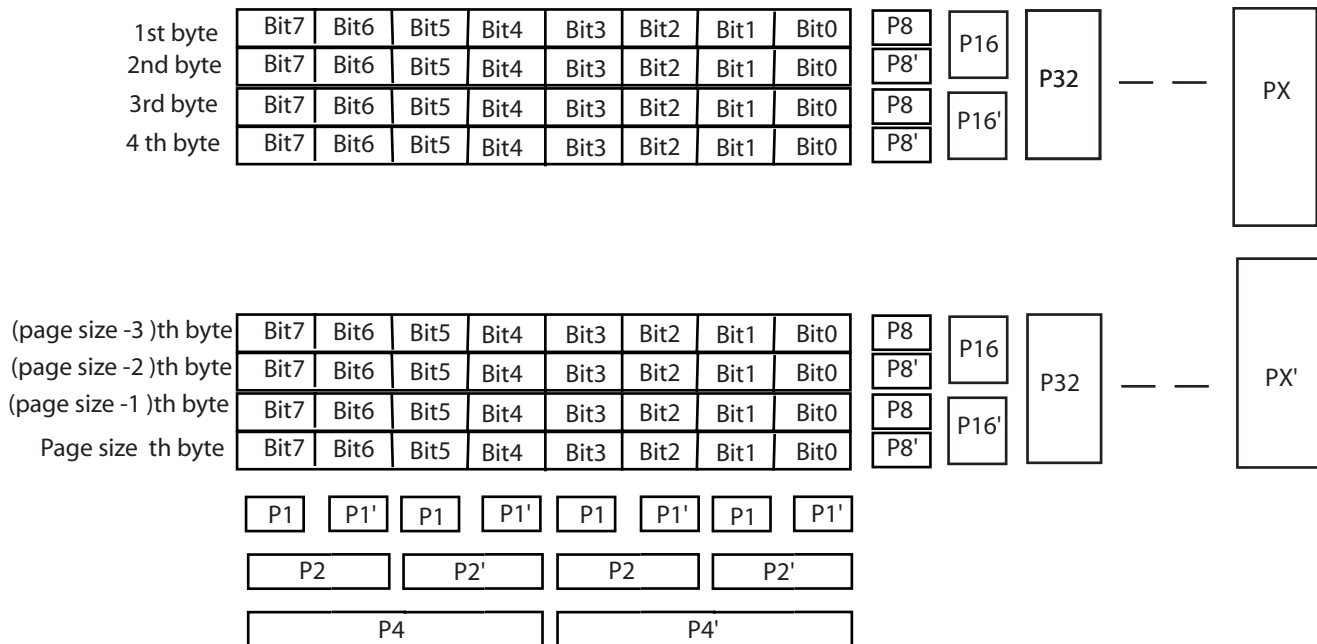 1st byte Bit7 Bit6 Bit5 Bit4 Bit3 Bit2 Bit1 Bit0 P8 P16 P32 PX
2nd byte Bit7 Bit6 Bit5 Bit4 Bit3 Bit2 Bit1 Bit0 P8'
3rd byte Bit7 Bit6 Bit5 Bit4 Bit3 Bit2 Bit1 Bit0 P8 P16'
4 th byte Bit7 Bit6 Bit5 Bit4 Bit3 Bit2 Bit1 Bit0 P8'
(page size -3 )th byte Bit7 Bit6 Bit5 Bit4 Bit3 Bit2 Bit1 Bit0 P8 P16 P32 PX'
(page size -2 )th byte Bit7 Bit6 Bit5 Bit4 Bit3 Bit2 Bit1 Bit0 P8'
(page size -1 )th byte Bit7 Bit6 Bit5 Bit4 Bit3 Bit2 Bit1 Bit0 P8 P16'
Page size th byte Bit7 Bit6 Bit5 Bit4 Bit3 Bit2 Bit1 Bit0 P8'
P1 P1' P1 P1' P1 P1' P1 P1'
P2 P2' P2 P2'
P4 P4'